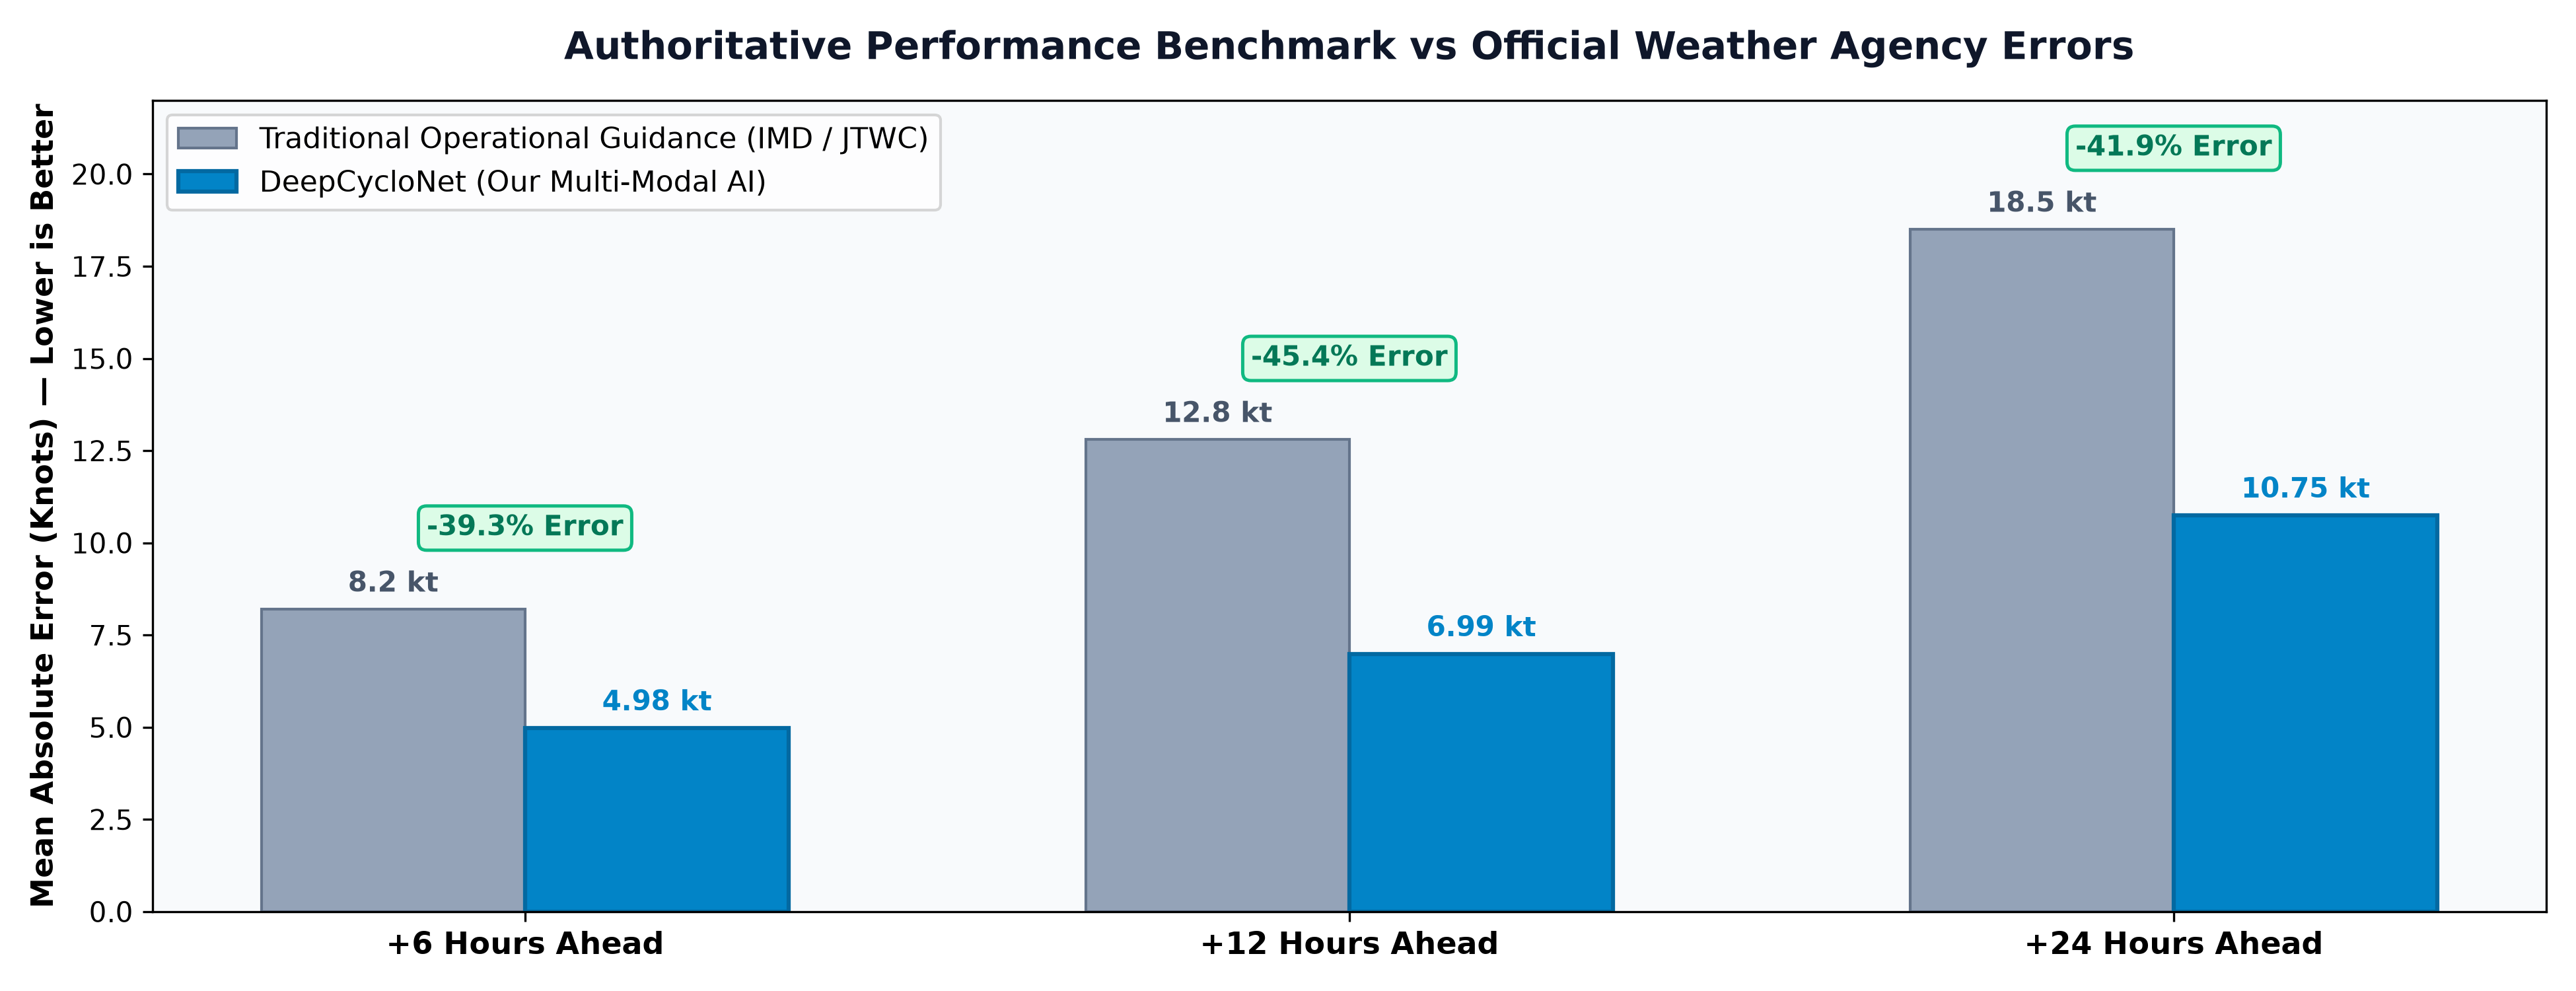 Authoritative Performance Benchmark vs Official Weather Agency Errors
Mean Absolute Error (Knots) — Lower is Better
Traditional Operational Guidance (IMD / JTWC)
DeepCycloNet (Our Multi-Modal AI)
20.0
17.5
15.0
12.5
10.0
7.5
5.0
2.5
0.0
-39.3% Error
8.2 kt
4.98 kt
-45.4% Error
12.8 kt
6.99 kt
-41.9% Error
18.5 kt
10.75 kt
+6 Hours Ahead
+12 Hours Ahead
+24 Hours Ahead